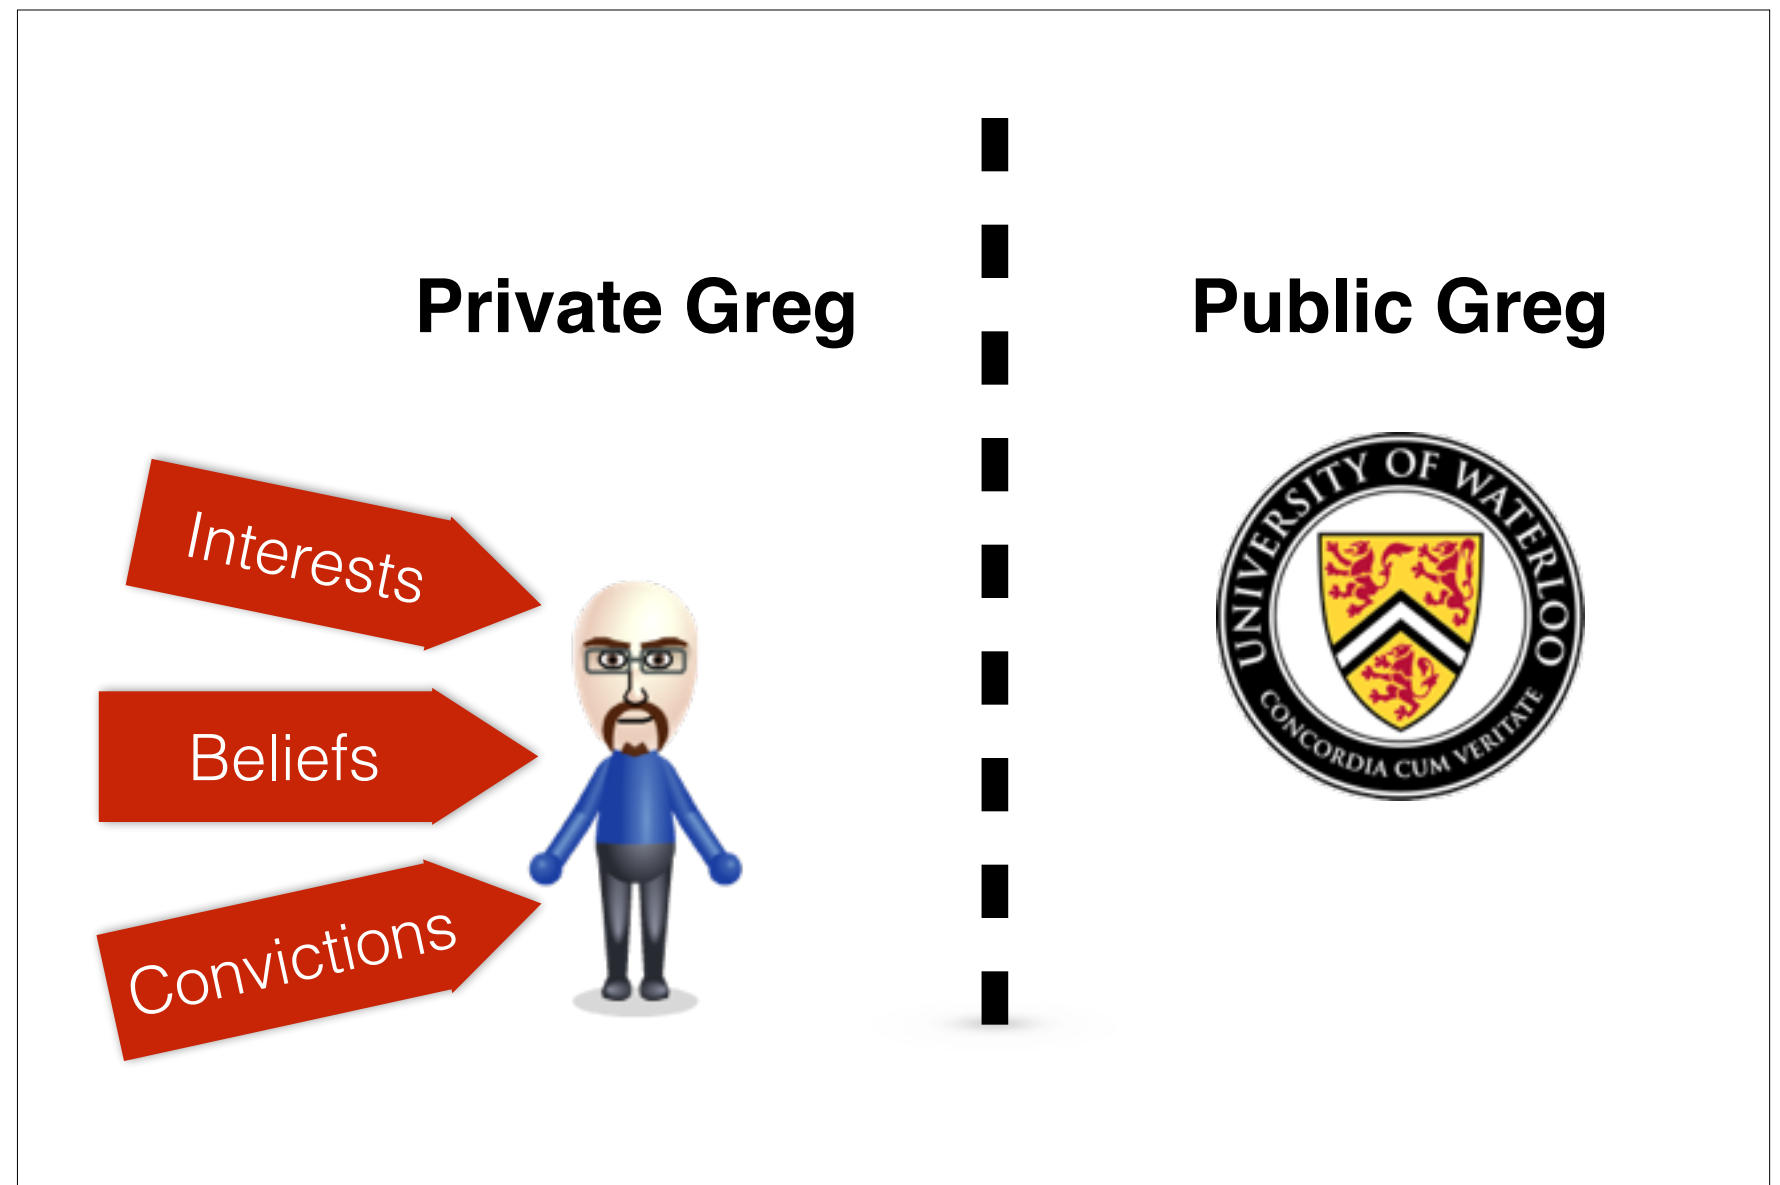 Private Greg
Public Greg
Interests
Beliefs
Convictions
UNIVERSITY OF WATERLOO
CONCORDIA CUM VERITATE